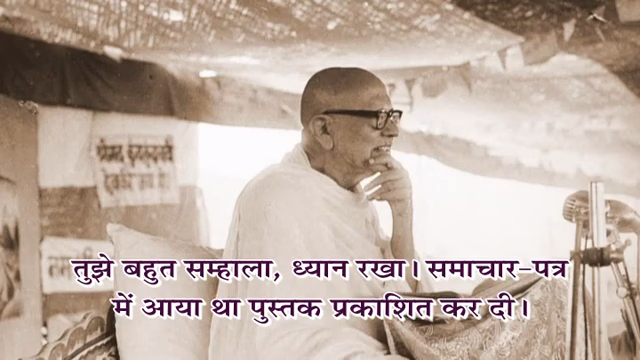 तुझे बहुत सम्हाला, ध्यान रखा। समाचार-पत्र
में आया था पुस्तक प्रकाशित कर दी।